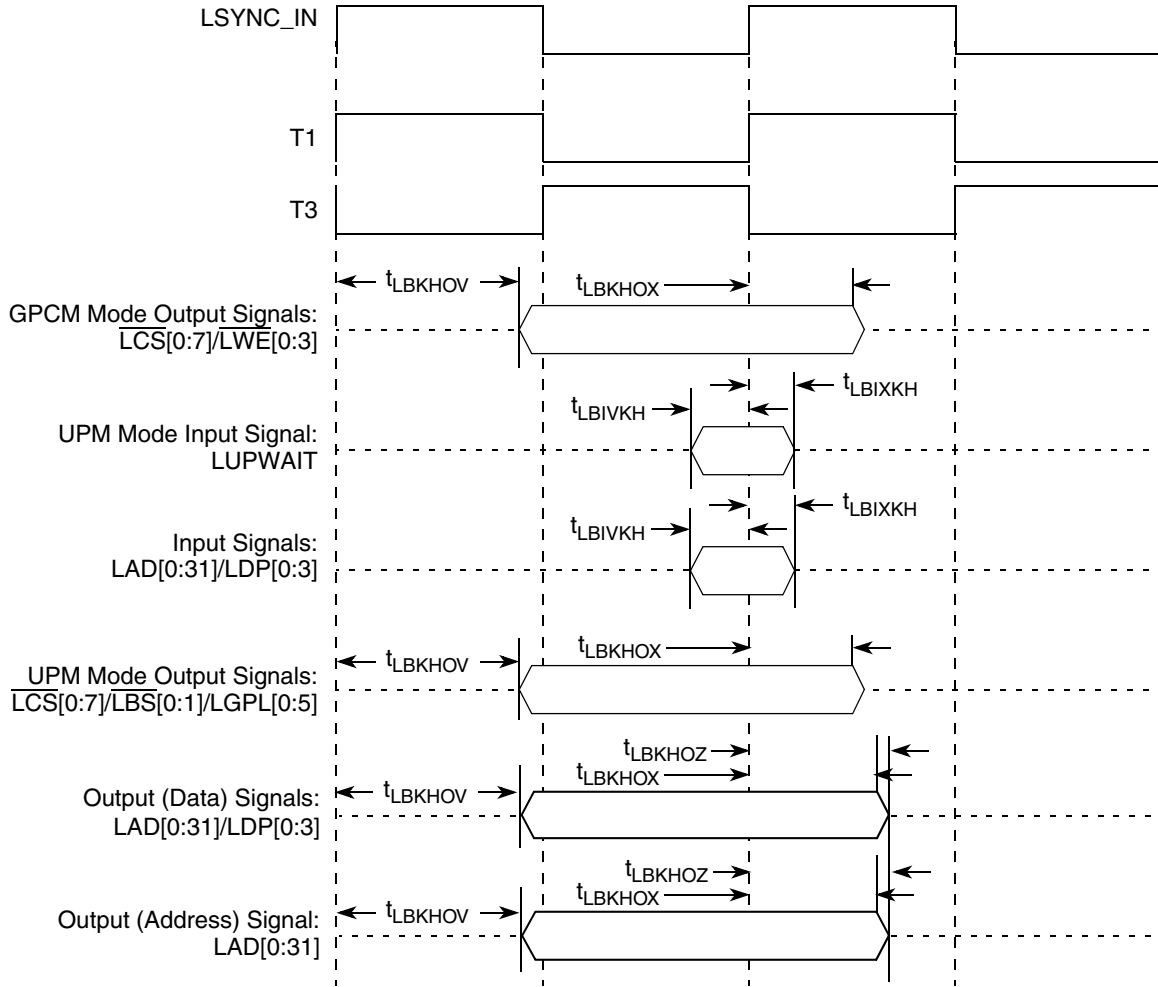 LSYNC_IN
T1
T3
tLBKHOV
tLBKHOX
GPCM Mode Output Signals:
LCS[0:7]/LWE[0:3]
tLBIXKH
tLBIVKH
UPM Mode Input Signal:
LUPWAIT
tLBIXKH
tLBIVKH
Input Signals:
LAD[0:31]/LDP[0:3]
tLBKHOV
tLBKHOX
UPM Mode Output Signals:
LCS[0:7]/LBS[0:1]/LGPL[0:5]
tLBKHOZ
tLBKHOX
tLBKHOV
Output (Data) Signals:
LAD[0:31]/LDP[0:3]
tLBKHOZ
tLBKHOX
tLBKHOV
Output (Address) Signal:
LAD[0:31]